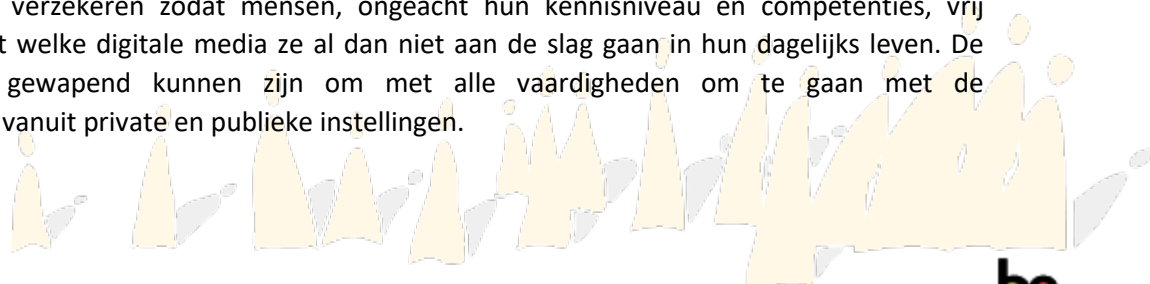 verzekeren zodat mensen, ongeacht hun kennisniveau en competenties, vrij
t welke digitale media ze al dan niet aan de slag gaan in hun dagelijks leven. De
gewapend kunnen zijn om met alle vaardigheden om te gaan met de
vanuit private en publieke instellingen.
be